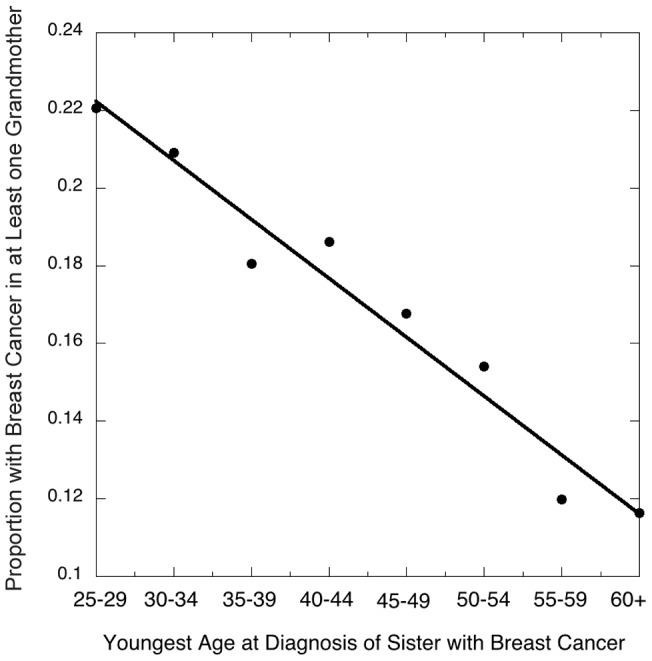 Proportion with Breast Cancer in at Least one Grandmother
0.24
0.22
0.2
0.18
0.16
0.14
0.12
0.1
25-29 30-34 35-39 40-44 45-49 50-54 55-59 60+
Youngest Age at Diagnosis of Sister with Breast Cancer